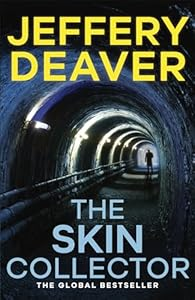 JEFFERY
DEAVER
THE
SKIN
COLLECTOR
THE GLOBAL BESTSELLER